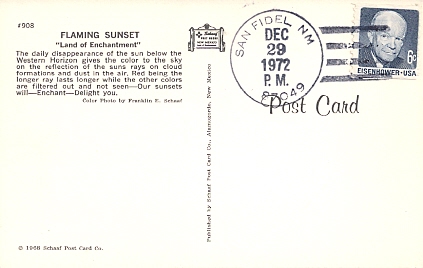 #908
FLAMING SUNSET
"Land of Enchantment"
The daily disappearance of the sun below the
Western Horizon gives the color to the sky
on the reflection of the suns rays on cloud
formations and dust in the air. Red being the
longer ray lasts longer while the other colors
are filtered out and not seen—Our sunsets
will—Enchant—Delight you.
Color Photo by Franklin E. Schaaf
© 1968 Schaaf Post Card Co.
Published by Schaaf Post Card Co., Alamogordo, New Mexico
SAN FIDEL NM
DEC
29
1972
P.M.
87049
6c
EISENHOWER·USA
Post Card